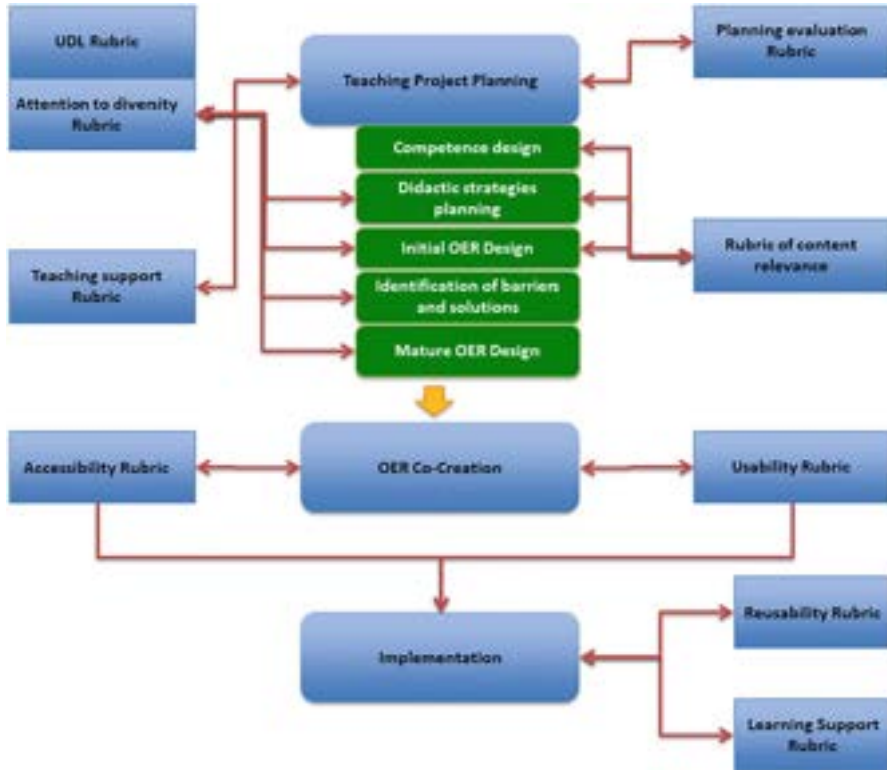 UDL Rubric
Attention to diversity
Rubric
Teaching support
Rubric
Teaching Project Planning
Competence design
Didactic strategies
planning
Initial OER Design
Identification of barriers
and solutions
Mature OER Design
Planning evaluation
Rubric
Rubric of content
relevance
Accessibility Rubric
OER Co-Creation
Usability Rubric
Implementation
Reusability Rubric
Learning Support
Rubric